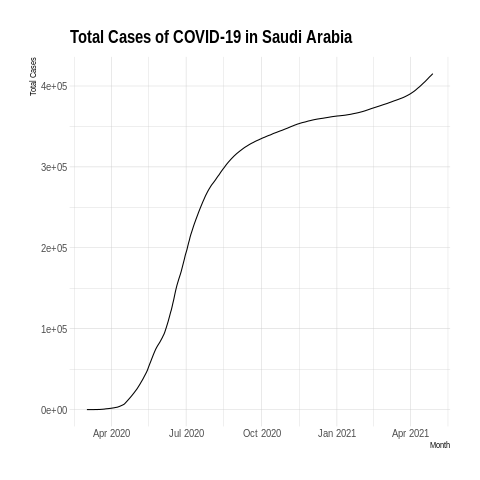 Total Cases of COVID-19 in Saudi Arabia
Total Cases
4e+05
3e+05
2e+05
1e+05
0e+00
Apr 2020 Jul 2020 Oct 2020 Jan 2021 Apr 2021
Month